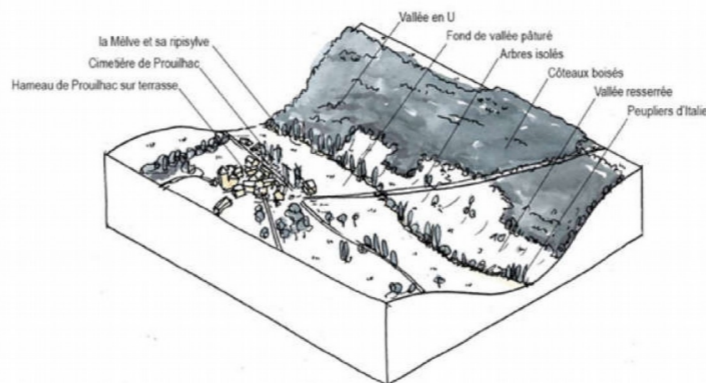 Vallée en U
la Mèlve et sa ripisylve
Fond de vallée pâturé
Cimetière de Prouilhac
Arbres isolés
Hameau de Prouilhac sur terrasse
Côteaux boisés
Vallée resserrée
Peupliers d'Italie